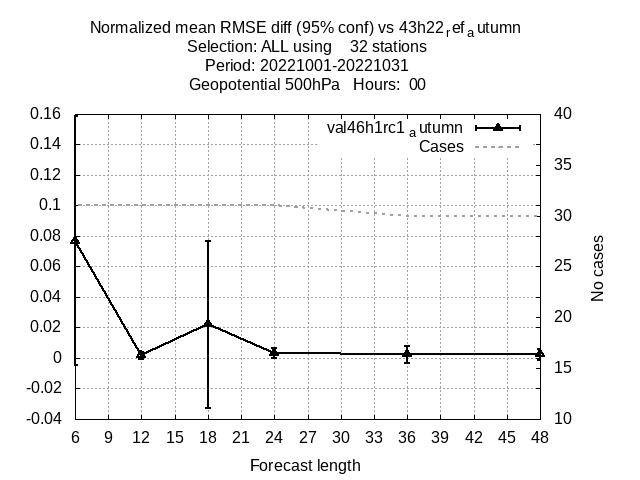 Normalized mean RMSE diff (95% conf) vs 43h22refautumn
Selection: ALL using 32 stations
Period: 20221001-20221031
Geopotential 500hPa Hours: 00
val46h1rc1autumn
Cases
0.16
0.14
0.12
0.1
0.08
0.06
0.04
0.02
0
-0.02
-0.04
40
35
30
25
20
15
10
No cases
6 9 12 15 18 21 24 27 30 33 36 39 42 45 48
Forecast length